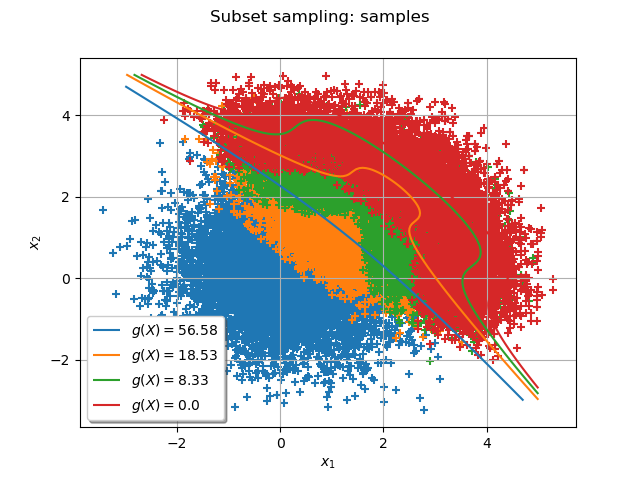 Subset sampling: samples
x₂
4
2
0
−2
g(X) = 56.58
g(X) = 18.53
g(X) = 8.33
g(X) = 0.0
−2
0
2
4
x₁